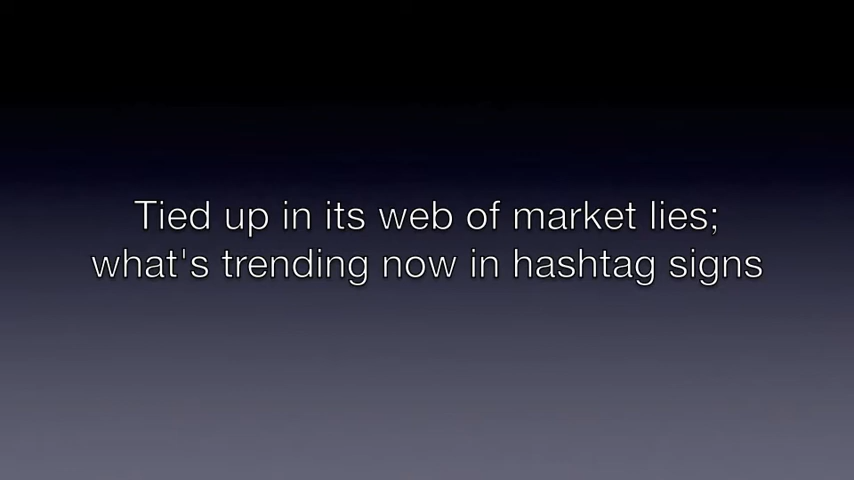 Tied up in its web of market lies;
what's trending now in hashtag signs